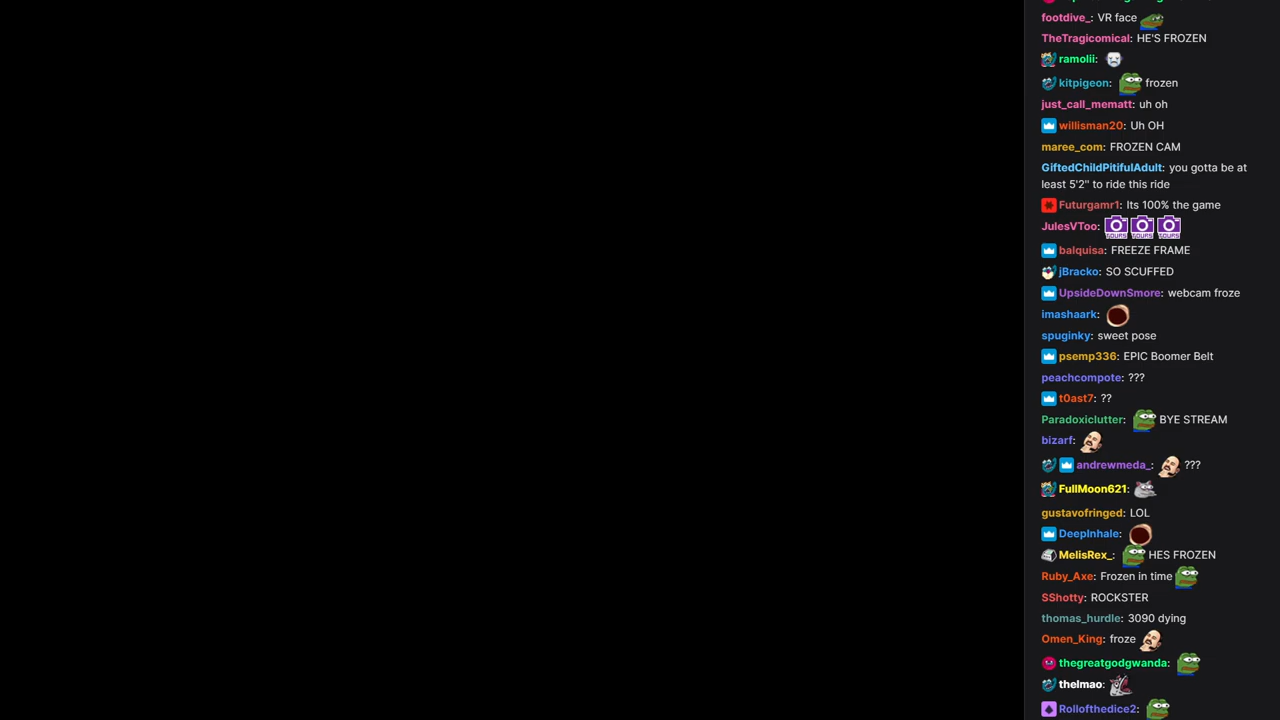 footdive_: VR face
TheTragicomical: HE'S FROZEN
ramolii:
kitpigeon: frozen
just_call_mematt: uh oh
willisman20: Uh OH
maree_com: FROZEN CAM
GiftedChildPitifulAdult: you gotta be at
least 5'2" to ride this ride
Futurgamr1: Its 100% the game
JulesVToo:
balquisa: FREEZE FRAME
jBracko: SO SCUFFED
UpsideDownSmore: webcam froze
imashaark:
spuginky: sweet pose
psemp336: EPIC Boomer Belt
peachcompote: ???
t0ast7: ??
Paradoxiclutter: BYE STREAM
bizarf:
andrewmeda_: ???
FullMoon621:
gustavofringed: LOL
DeepInhale:
MelisRex_: HES FROZEN
Ruby_Axe: Frozen in time
SShotty: ROCKSTER
thomas_hurdle: 3090 dying
Omen_King: froze
thegreatgodgwanda:
thelmao:
Rollofthedice2: